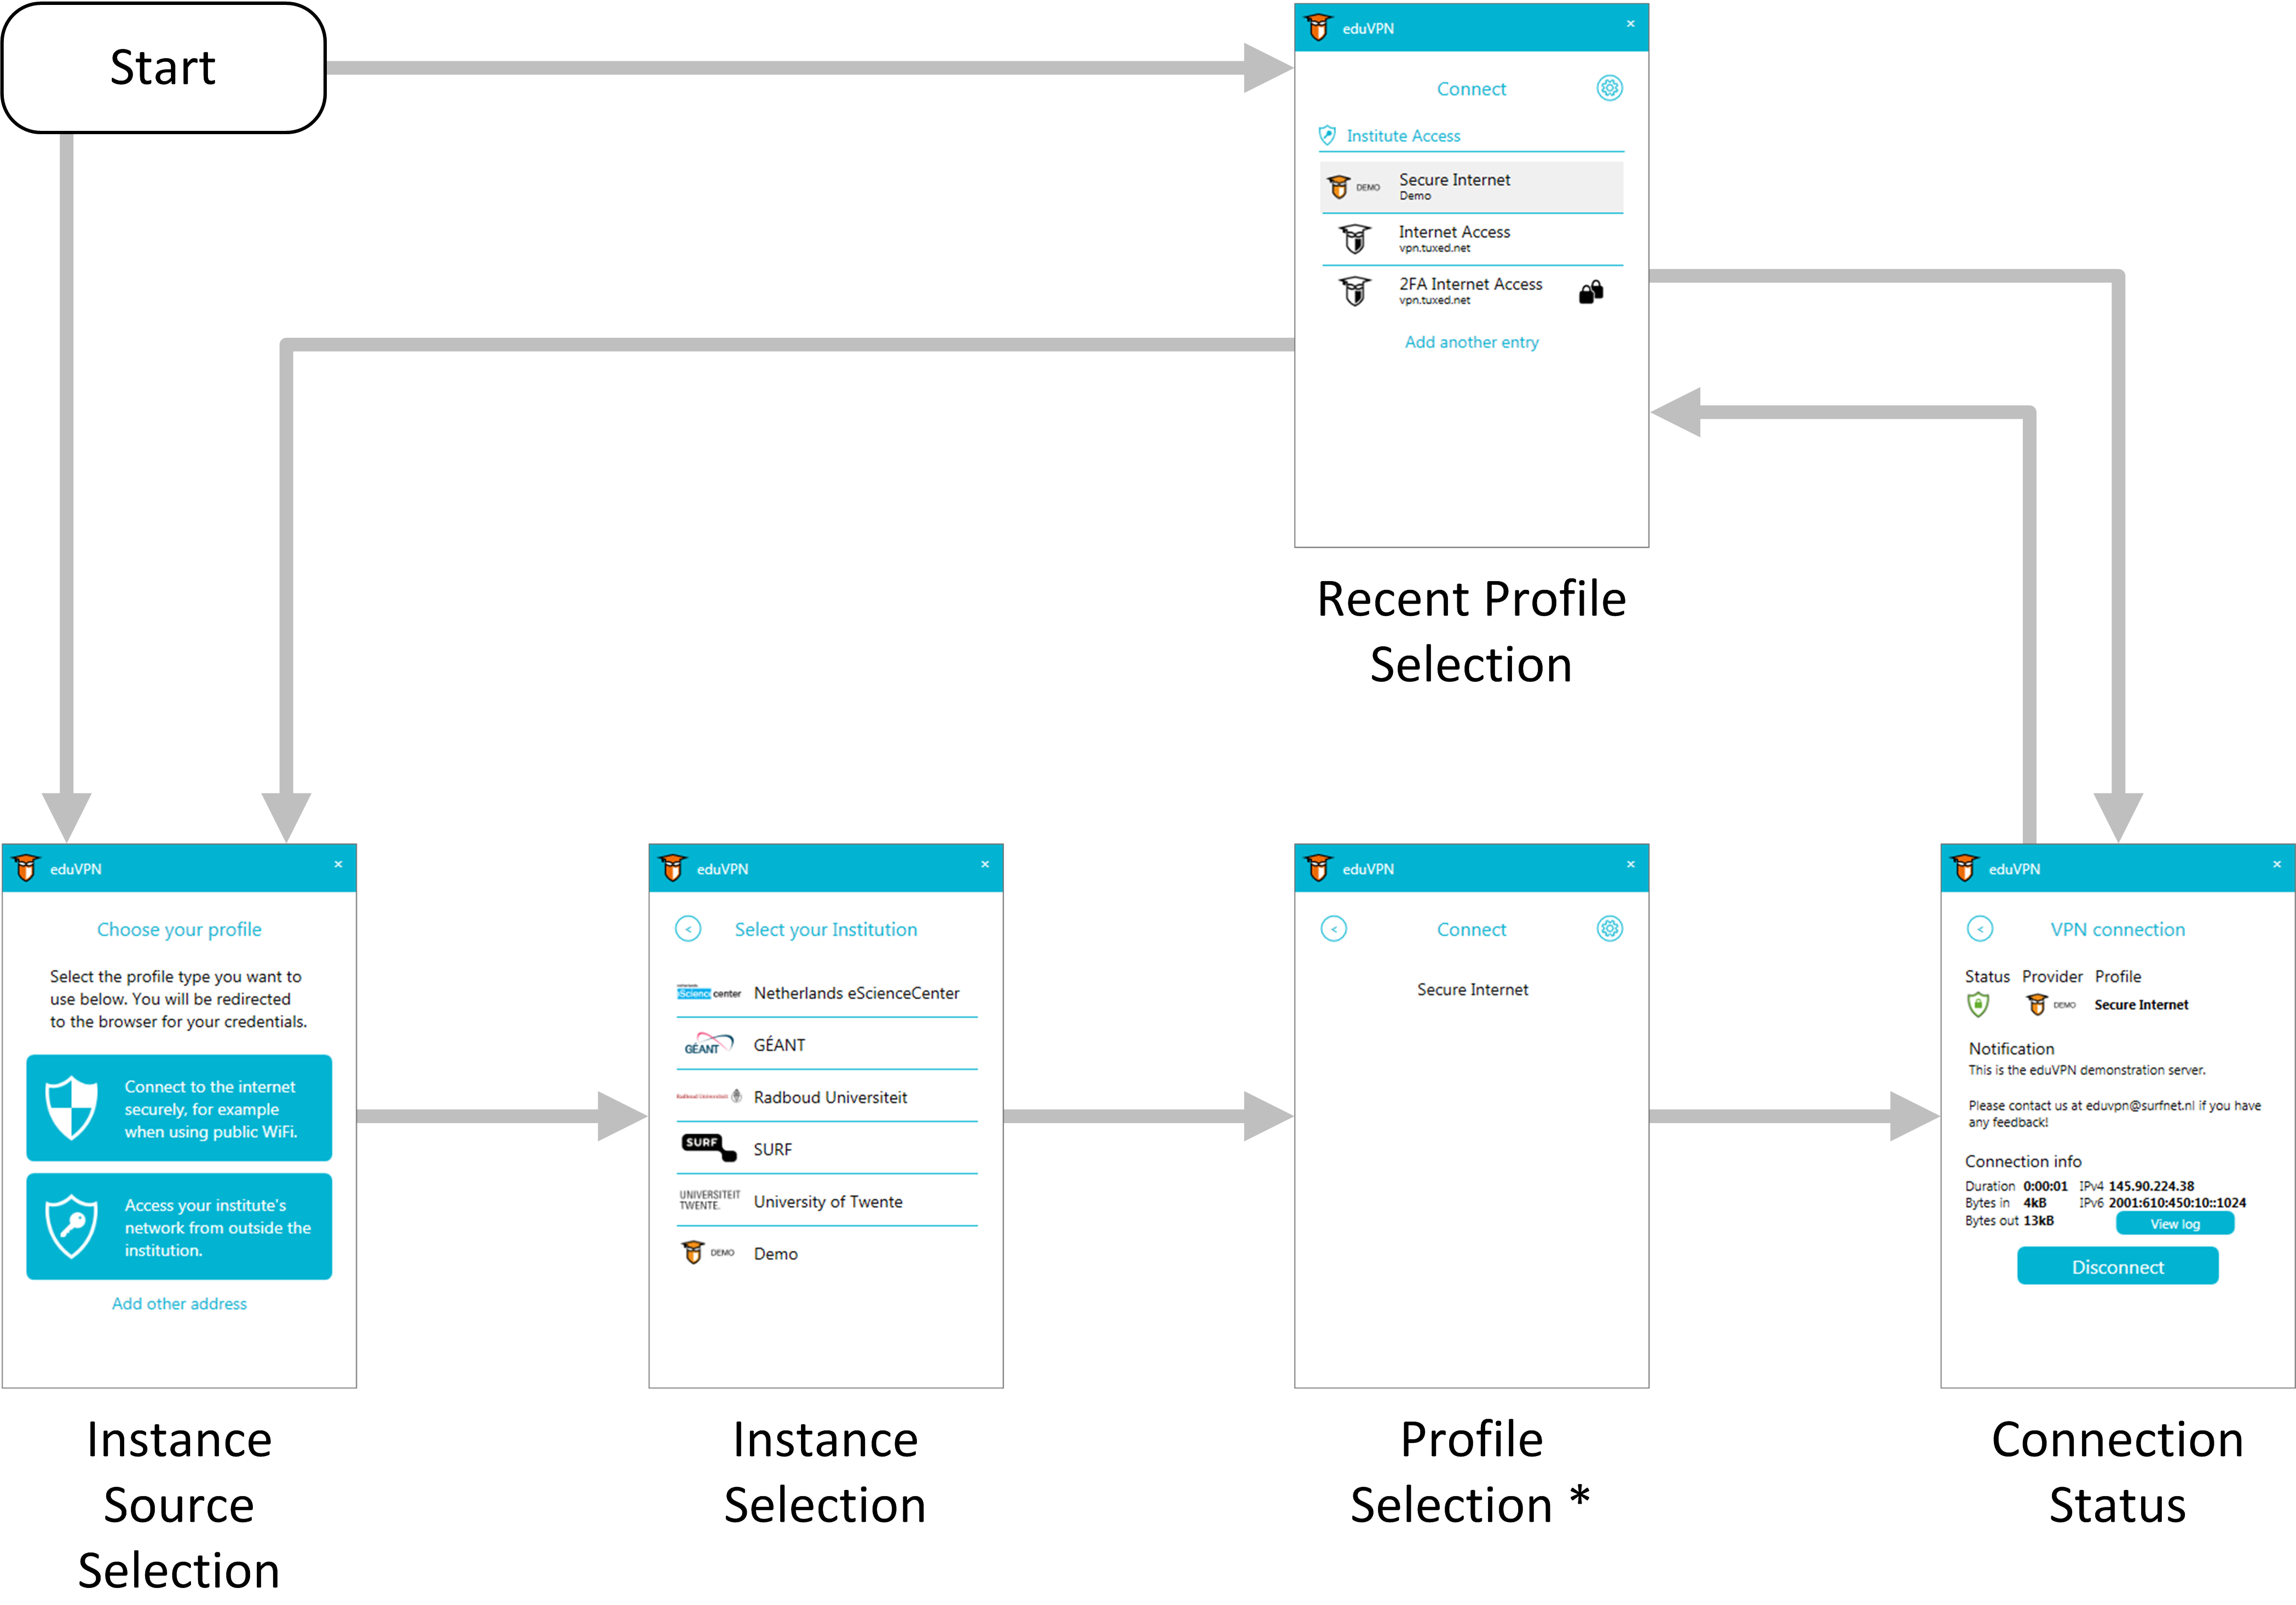 Start
eduVPN
×
Connect
Institute Access
DEMO
Secure Internet
Demo
Internet Access
vpn.tuxed.net
2FA Internet Access
vpn.tuxed.net
Add another entry
Recent Profile
Selection
eduVPN
×
Choose your profile
Select the profile type you want to
use below. You will be redirected
to the browser for your credentials.
Connect to the internet
securely, for example
when using public WiFi.
Access your institute's
network from outside the
institution.
Add other address
Instance
Source
Selection
eduVPN
×
<
Select your Institution
eScience center
Netherlands eScienceCenter
GÉANT
GÉANT
Radboud Universiteit
Radboud Universiteit
SURF
SURF
UNIVERSITEIT
TWENTE.
University of Twente
DEMO
Demo
Instance
Selection
eduVPN
×
<
Connect
Secure Internet
Profile
Selection *
eduVPN
×
<
VPN connection
Status Provider Profile
DEMO Secure Internet
Notification
This is the eduVPN demonstration server.
Please contact us at eduvpn@surfnet.nl if you have
any feedback!
Connection info
Duration 0:00:01 IPv4 145.90.224.38
Bytes in 4kB IPv6 2001:610:450:10::1024
Bytes out 13kB
View log
Disconnect
Connection
Status